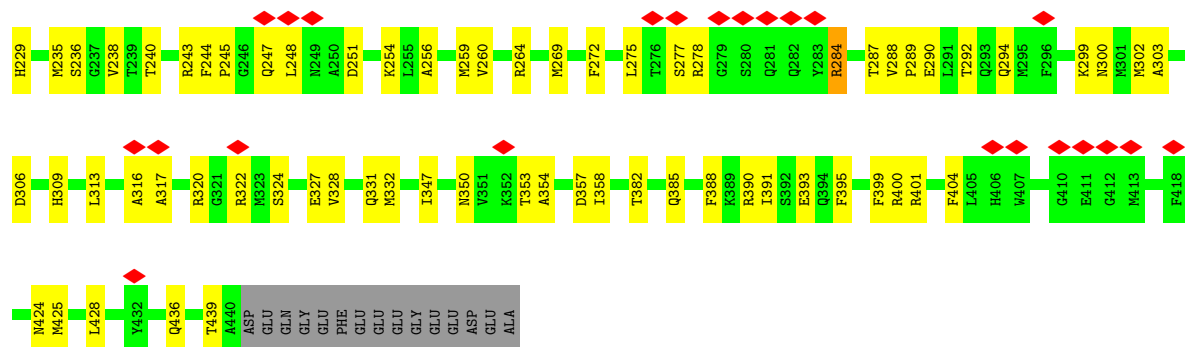 H229 M235 S236 G237 V238 T239 T240 R243 F244 P245 G246 Q247 L248 N249 A250 D251 K254 L255 A256 M259 V260 R264 M269 F272 L275 T276 S277 R278 G279 S280 Q281 Q282 Y283 R284 T287 V288 P289 E290 L291 T292 Q293 Q294 M295 F296 K299 N300 M301 M302 A303
D306 H309 L313 A316 A317 R320 G321 R322 M323 S324 E327 V328 Q331 M332 I347 N350 V351 K352 T353 A354 D357 I358 T382 Q385 F388 K389 R390 I391 S392 E393 Q394 F395 F399 R400 R401 F404 L405 H406 W407 G410 E411 G412 M413 F418
N424 M425 L428 Y432 Q436 T439 A440 ASP GLU GLN GLY GLU PHE GLU GLU GLU GLY GLU GLU ASP GLU ALA